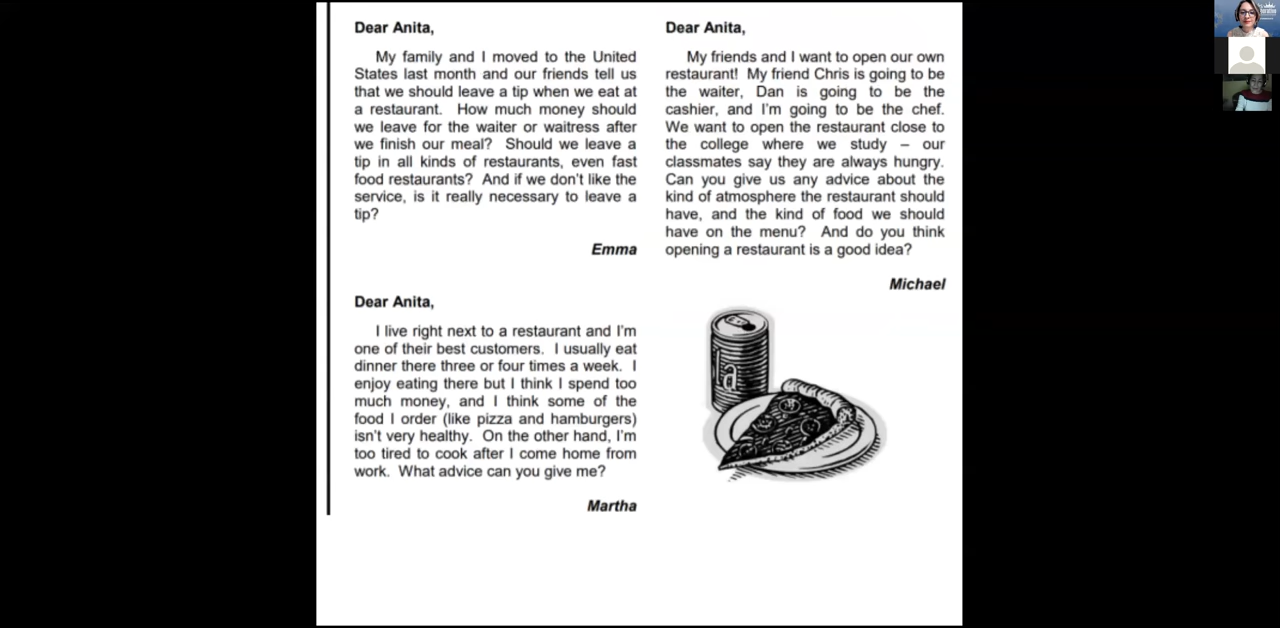 Dear Anita,
My family and I moved to the United
States last month and our friends tell us
that we should leave a tip when we eat at
a restaurant. How much money should
we leave for the waiter or waitress after
we finish our meal? Should we leave a
tip in all kinds of restaurants, even fast
food restaurants? And if we don't like the
service, is it really necessary to leave a
tip?
Emma
Dear Anita,
I live right next to a restaurant and I'm
one of their best customers. I usually eat
dinner there three or four times a week. I
enjoy eating there but I think I spend too
much money, and I think some of the
food I order (like pizza and hamburgers)
isn't very healthy. On the other hand, I'm
too tired to cook after I come home from
work. What advice can you give me?
Martha
Dear Anita,
My friends and I want to open our own
restaurant! My friend Chris is going to be
the waiter, Dan is going to be the
cashier, and I'm going to be the chef.
We want to open the restaurant close to
the college where we study – our
classmates say they are always hungry.
Can you give us any advice about the
kind of atmosphere the restaurant should
have, and the kind of food we should
have on the menu? And do you think
opening a restaurant is a good idea?
Michael
la